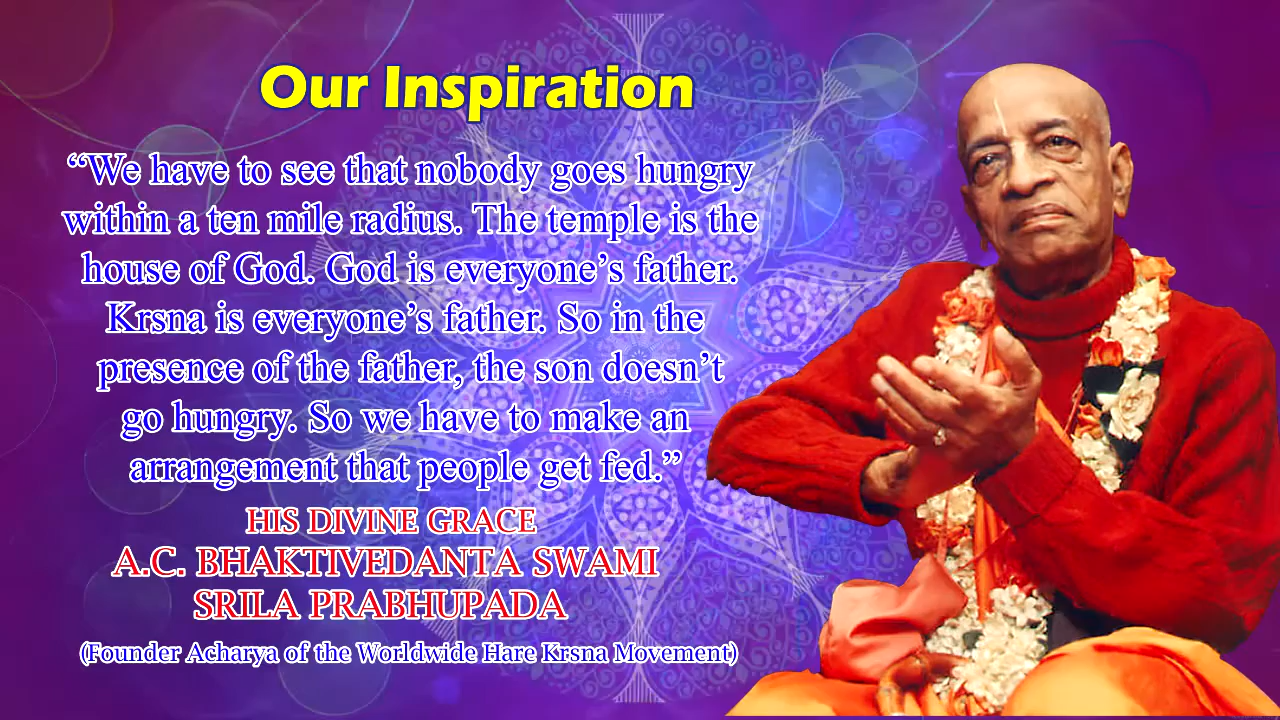 Our Inspiration
“We have to see that nobody goes hungry
within a ten mile radius. The temple is the
house of God. God is everyone’s father.
Krsna is everyone’s father. So in the
presence of the father, the son doesn’t
go hungry. So we have to make an
arrangement that people get fed.”
HIS DIVINE GRACE
A.C. BHAKTIVEDANTA SWAMI
SRILA PRABHUPADA
(Founder Acharya of the Worldwide Hare Krsna Movement)